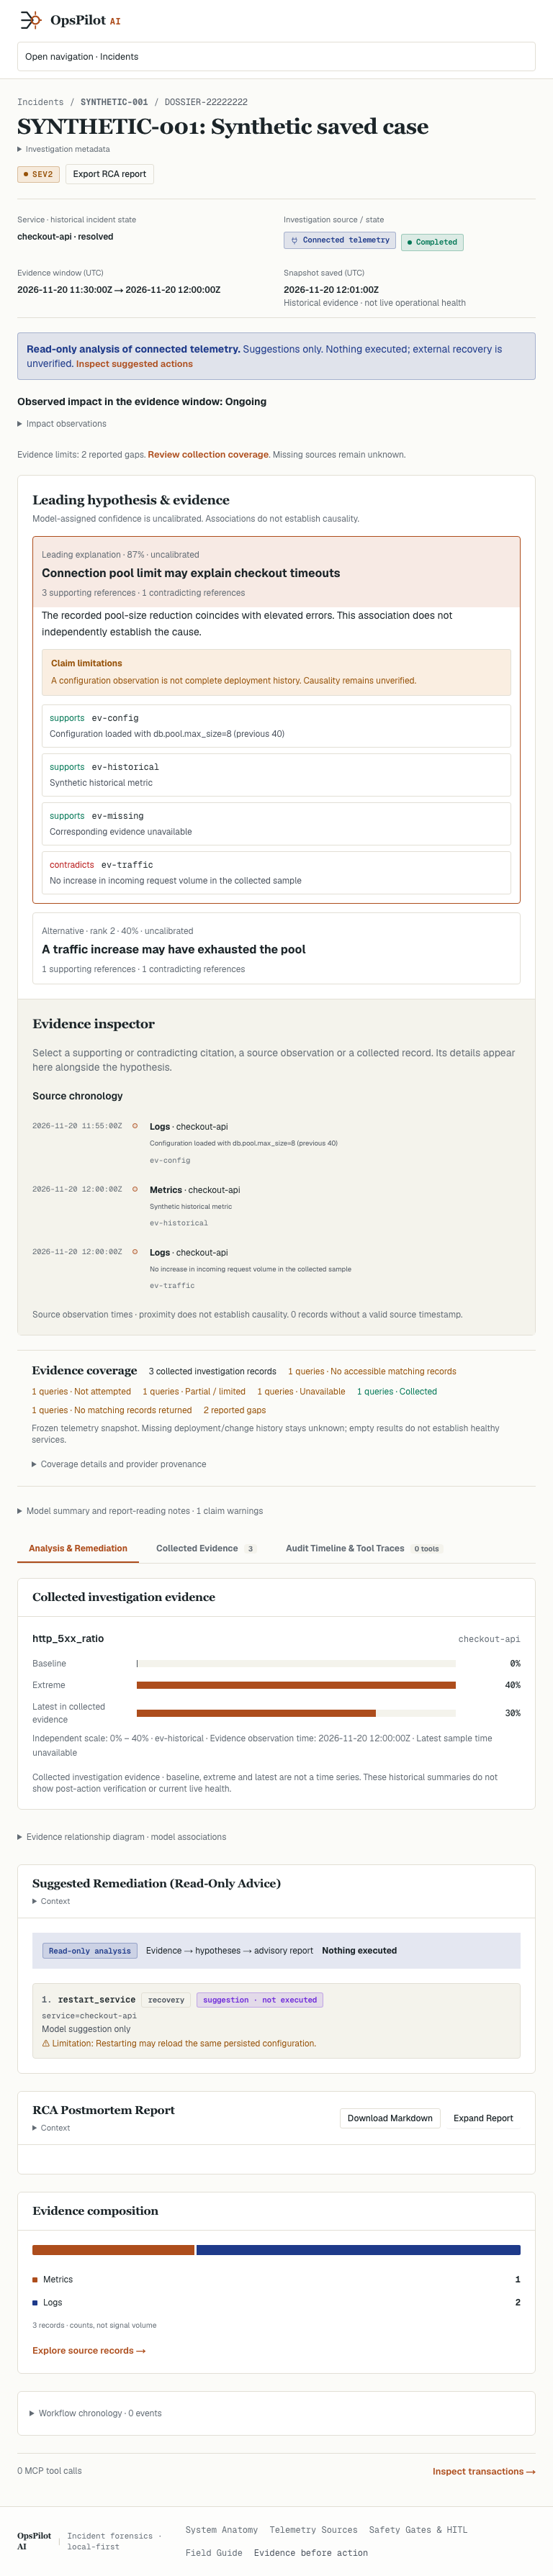 OpsPilot AI
Open navigation · Incidents
Incidents / SYNTHETIC-001 / DOSSIER-22222222
SYNTHETIC-001: Synthetic saved case
▶ Investigation metadata
SEV2
Export RCA report
Service · historical incident state
checkout-api · resolved
Investigation source / state
Connected telemetry
Completed
Evidence window (UTC)
2026-11-20 11:30:00Z → 2026-11-20 12:00:00Z
Snapshot saved (UTC)
2026-11-20 12:01:00Z
Historical evidence · not live operational health
Read-only analysis of connected telemetry. Suggestions only. Nothing executed; external recovery is
unverified. Inspect suggested actions
Observed impact in the evidence window: Ongoing
▶ Impact observations
Evidence limits: 2 reported gaps. Review collection coverage. Missing sources remain unknown.
Leading hypothesis & evidence
Model-assigned confidence is uncalibrated. Associations do not establish causality.
Leading explanation · 87% · uncalibrated
Connection pool limit may explain checkout timeouts
3 supporting references · 1 contradicting references
The recorded pool-size reduction coincides with elevated errors. This association does not
independently establish the cause.
Claim limitations
A configuration observation is not complete deployment history. Causality remains unverified.
supports ev-config
Configuration loaded with db.pool.max_size=8 (previous 40)
supports ev-historical
Synthetic historical metric
supports ev-missing
Corresponding evidence unavailable
contradicts ev-traffic
No increase in incoming request volume in the collected sample
Alternative · rank 2 · 40% · uncalibrated
A traffic increase may have exhausted the pool
1 supporting references · 1 contradicting references
Evidence inspector
Select a supporting or contradicting citation, a source observation or a collected record. Its details appear
here alongside the hypothesis.
Source chronology
2026-11-20 11:55:00Z
Logs · checkout-api
Configuration loaded with db.pool.max_size=8 (previous 40)
ev-config
2026-11-20 12:00:00Z
Metrics · checkout-api
Synthetic historical metric
ev-historical
2026-11-20 12:00:00Z
Logs · checkout-api
No increase in incoming request volume in the collected sample
ev-traffic
Source observation times · proximity does not establish causality. 0 records without a valid source timestamp.
Evidence coverage 3 collected investigation records 1 queries · No accessible matching records
1 queries · Not attempted 1 queries · Partial / limited 1 queries · Unavailable 1 queries · Collected
1 queries · No matching records returned 2 reported gaps
Frozen telemetry snapshot. Missing deployment/change history stays unknown; empty results do not establish healthy
services.
▶ Coverage details and provider provenance
▶ Model summary and report-reading notes · 1 claim warnings
Analysis & Remediation Collected Evidence 3 Audit Timeline & Tool Traces 0 tools
Collected investigation evidence
http_5xx_ratio checkout-api
Baseline 0%
Extreme 40%
Latest in collected
evidence
30%
Independent scale: 0% – 40% · ev-historical · Evidence observation time: 2026-11-20 12:00:00Z · Latest sample time
unavailable
Collected investigation evidence · baseline, extreme and latest are not a time series. These historical summaries do not
show post-action verification or current live health.
▶ Evidence relationship diagram · model associations
Suggested Remediation (Read-Only Advice)
▶ Context
Read-only analysis Evidence → hypotheses → advisory report Nothing executed
1. restart_service recovery suggestion · not executed
service=checkout-api
Model suggestion only
⚠ Limitation: Restarting may reload the same persisted configuration.
RCA Postmortem Report
▶ Context
Download Markdown
Expand Report
Evidence composition
Metrics 1
Logs 2
3 records · counts, not signal volume
Explore source records →
▶ Workflow chronology · 0 events
0 MCP tool calls
Inspect transactions →
OpsPilot
AI
Incident forensics ·
local-first
System Anatomy Telemetry Sources Safety Gates & HITL
Field Guide Evidence before action